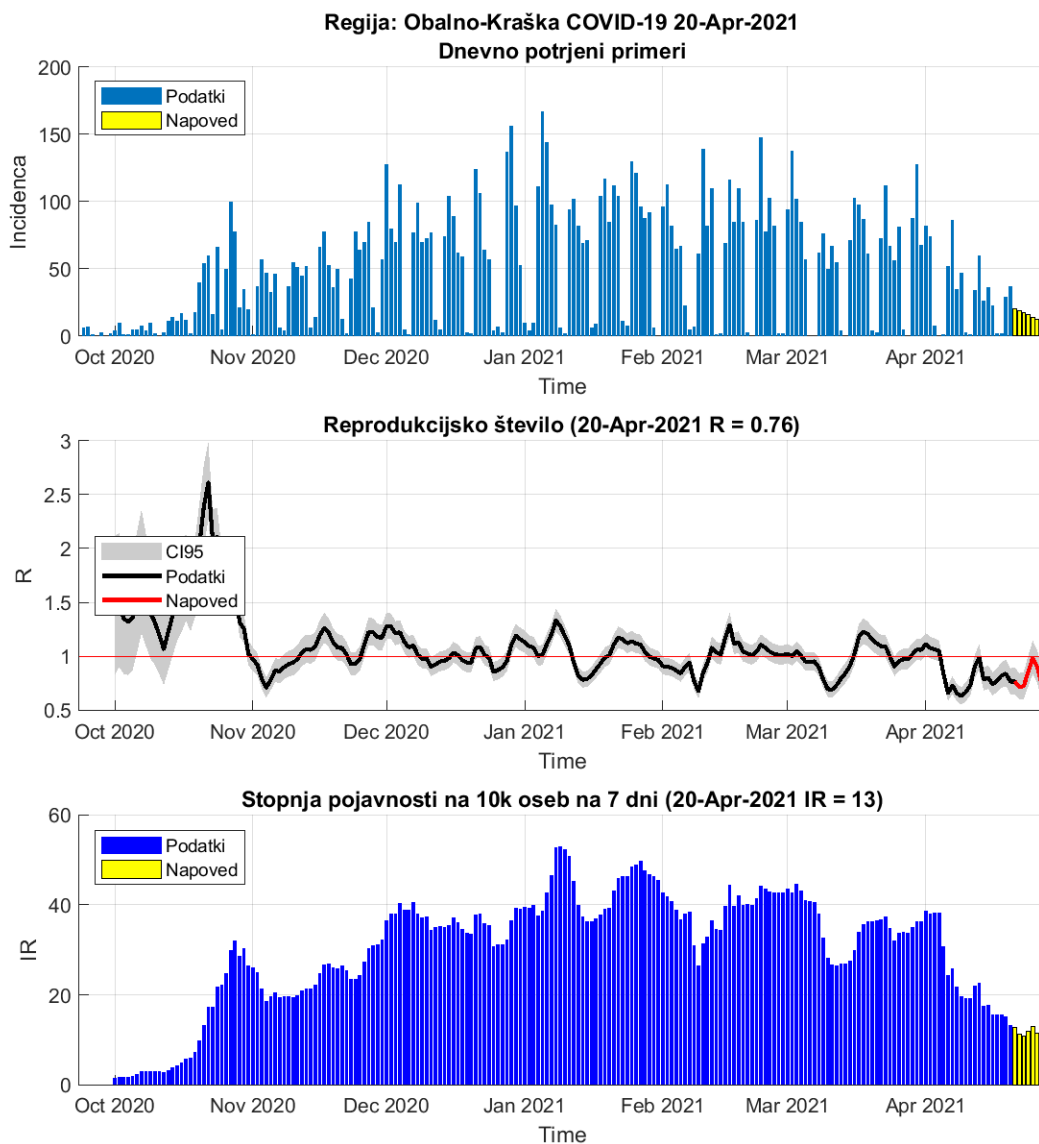 Regija: Obalno-Kraška COVID-19 20-Apr-2021
Dnevno potrjeni primeri
200
150
100
50
0
Incidenca
Podatki
Napoved
Oct 2020 Nov 2020 Dec 2020 Jan 2021 Feb 2021 Mar 2021 Apr 2021
Time
Reprodukcijsko število (20-Apr-2021 R = 0.76)
3
2.5
2
1.5
1
0.5
R
CI95
Podatki
Napoved
Oct 2020 Nov 2020 Dec 2020 Jan 2021 Feb 2021 Mar 2021 Apr 2021
Time
Stopnja pojavnosti na 10k oseb na 7 dni (20-Apr-2021 IR = 13)
60
40
20
0
IR
Podatki
Napoved
Oct 2020 Nov 2020 Dec 2020 Jan 2021 Feb 2021 Mar 2021 Apr 2021
Time